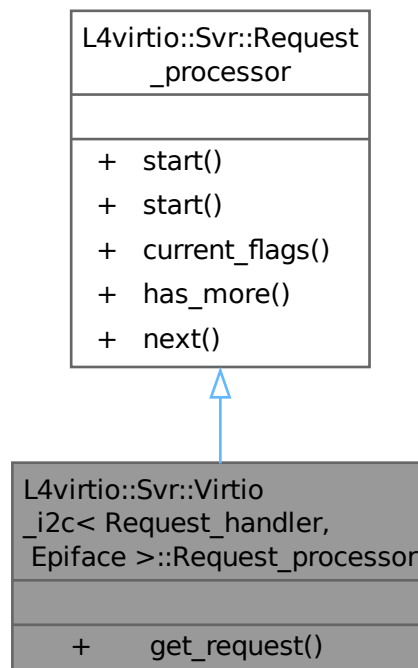 L4virtio::Svr::Request
_processor
+ start()
+ start()
+ current_flags()
+ has_more()
+ next()
L4virtio::Svr::Virtio
_i2c< Request_handler,
Epiface >::Request_processor
+ get_request()